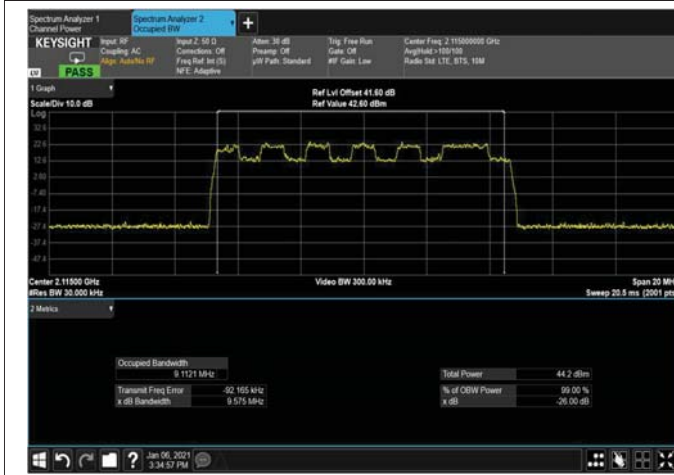 Spectrum Analyzer 1
Channel Power
Spectrum Analyzer 2
Occupied BW
KEYSIGHT
LV
PASS
Input: RF
Coupling: AC
Align: Auto/No RF
Input Z: 50 Ω
Corrections: Off
Freq Ref: Int (S)
NFE: Adaptive
Atten: 38 dB
Preamp: Off
µW Path: Standard
Trig: Free Run
Gate: Off
#IF Gain: Low
Center Freq: 2.115000000 GHz
Avg|Hold:>100/100
Radio Std: LTE, BTS, 10M
1 Graph
Scale/Div 10.0 dB
Ref Lvl Offset 41.60 dB
Ref Value 42.60 dBm
Log
32.6
22.6
12.6
2.60
-7.40
-17.4
-27.4
-37.4
-47.4
Center 2.11500 GHz
#Res BW 30.000 kHz
Video BW 300.00 kHz
Span 20 MH
Sweep 20.5 ms (2001 pts
2 Metrics
Occupied Bandwidth
9.1121 MHz
Transmit Freq Error -92.165 kHz
x dB Bandwidth 9.575 MHz
Total Power 44.2 dBm
% of OBW Power 99.00 %
x dB -26.00 dB
?
Jan 06, 2021
3:34:57 PM